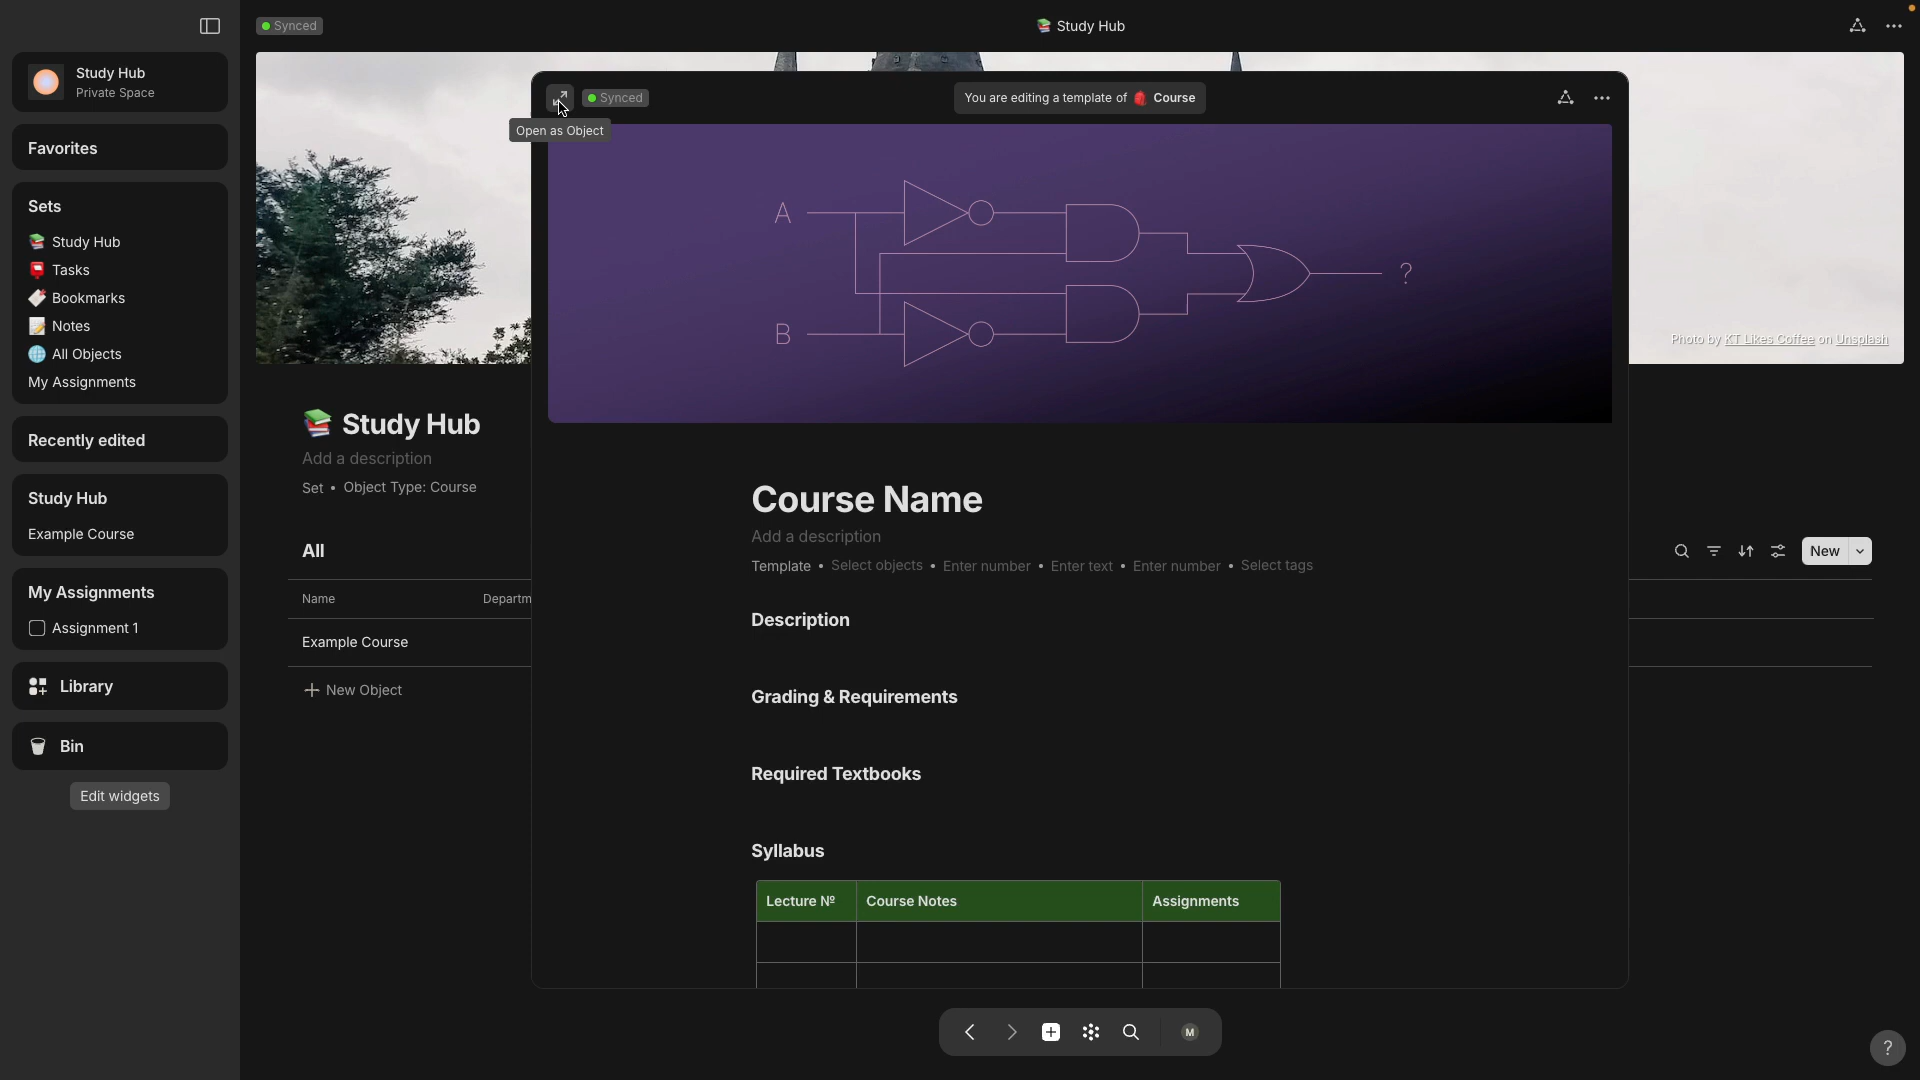 Synced
Study Hub
Study Hub
Private Space
Synced
You are editing a template of Course
Open as Object
Favorites
Sets
Study Hub
Tasks
Bookmarks
Notes
All Objects
My Assignments
A
B
?
Photo by KT Likes Coffee on Unsplash
Recently edited
Study Hub
Example Course
My Assignments
Assignment 1
Library
Bin
Edit widgets
Study Hub
Add a description
Set • Object Type: Course
All
New
Name Departm
Example Course
New Object
Course Name
Add a description
Template • Select objects • Enter number • Enter text • Enter number • Select tags
Description
Grading & Requirements
Required Textbooks
Syllabus
Lecture № Course Notes Assignments
M
?